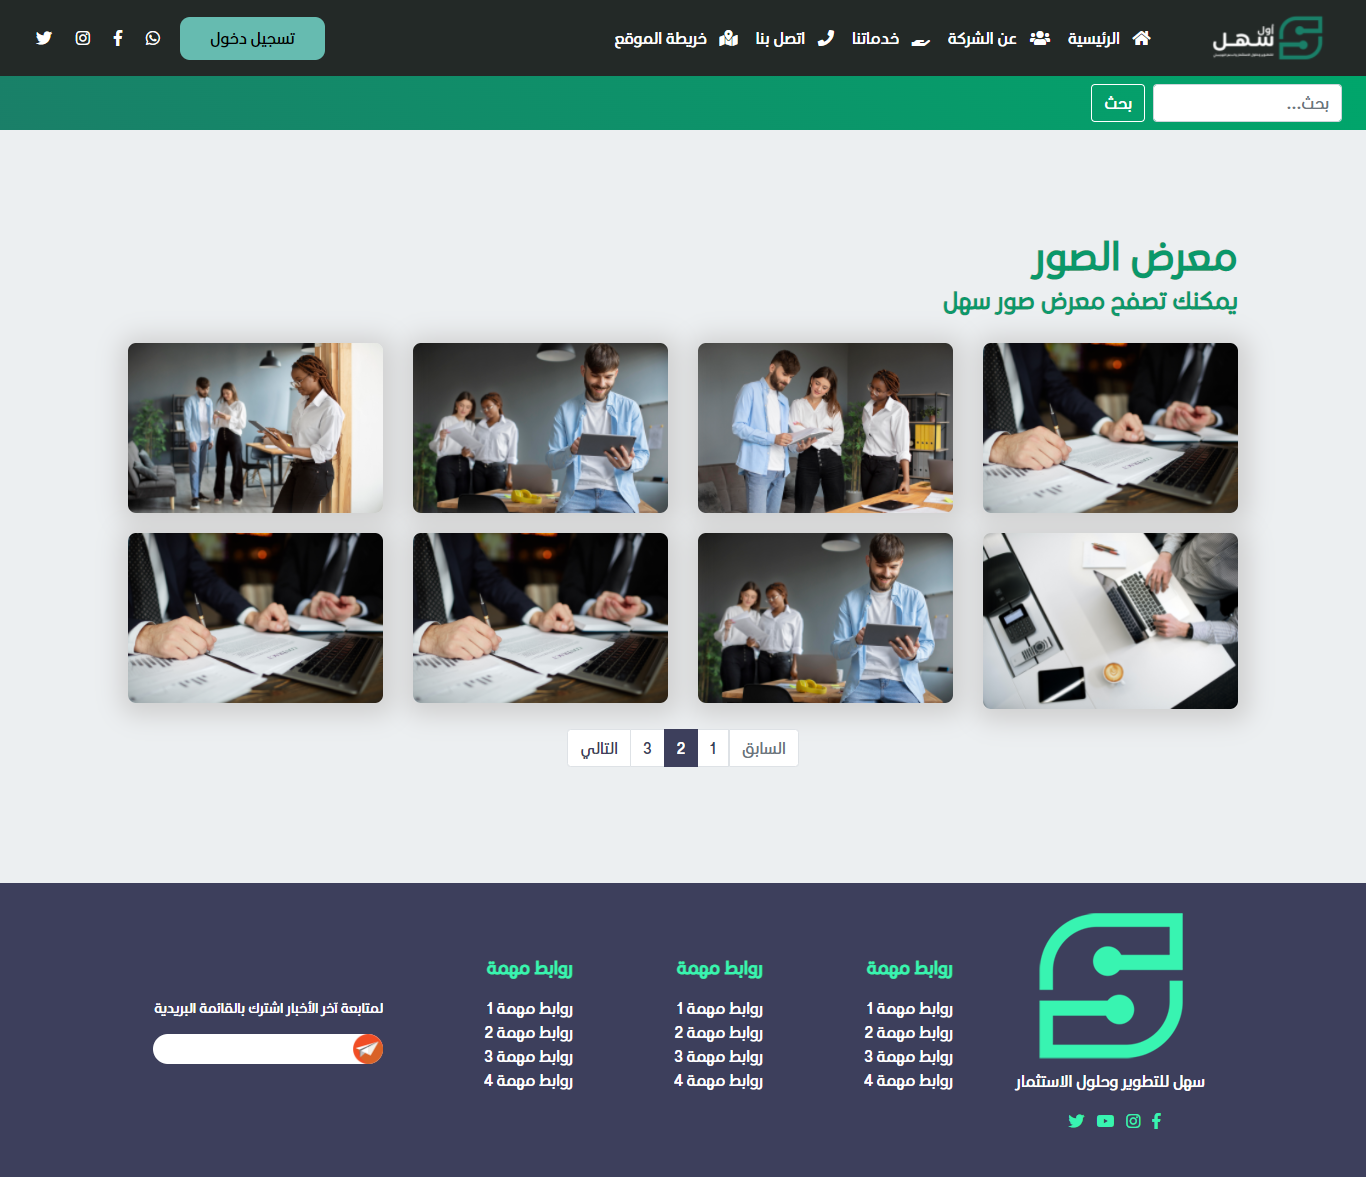 أول
سهل
الرئيسية
عن الشركة
خدماتنا
اتصل بنا
خريطة الموقع
تسجيل دخول
بحث...
بحث
معرض الصور
يمكنك تصفح معرض صور سهل
السابق 1 2 3 التالي
سهل للتطوير وحلول الاستثمار
روابط مهمة
روابط مهمة 1
روابط مهمة 2
روابط مهمة 3
روابط مهمة 4
روابط مهمة
روابط مهمة 1
روابط مهمة 2
روابط مهمة 3
روابط مهمة 4
روابط مهمة
روابط مهمة 1
روابط مهمة 2
روابط مهمة 3
روابط مهمة 4
لمتابعة آخر الأخبار اشترك بالقائمة البريدية